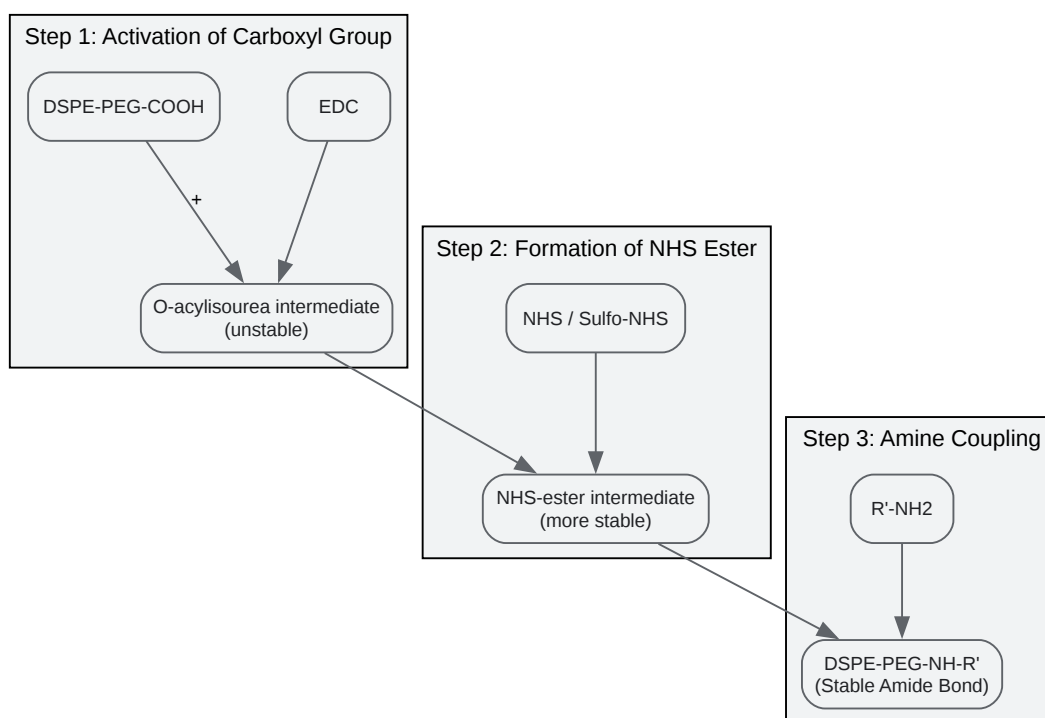 Step 1: Activation of Carboxyl Group
DSPE-PEG-COOH
EDC
+
O-acylisourea intermediate
(unstable)
Step 2: Formation of NHS Ester
NHS / Sulfo-NHS
NHS-ester intermediate
(more stable)
Step 3: Amine Coupling
R'-NH2
DSPE-PEG-NH-R'
(Stable Amide Bond)